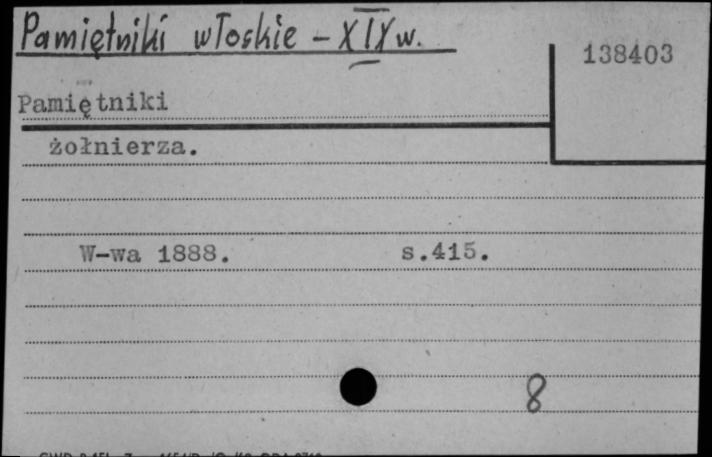 Pamiętniki włoskie – XIX w.
138403
Pamiętniki
żołnierza.
W-wa 1888. s.415.
8